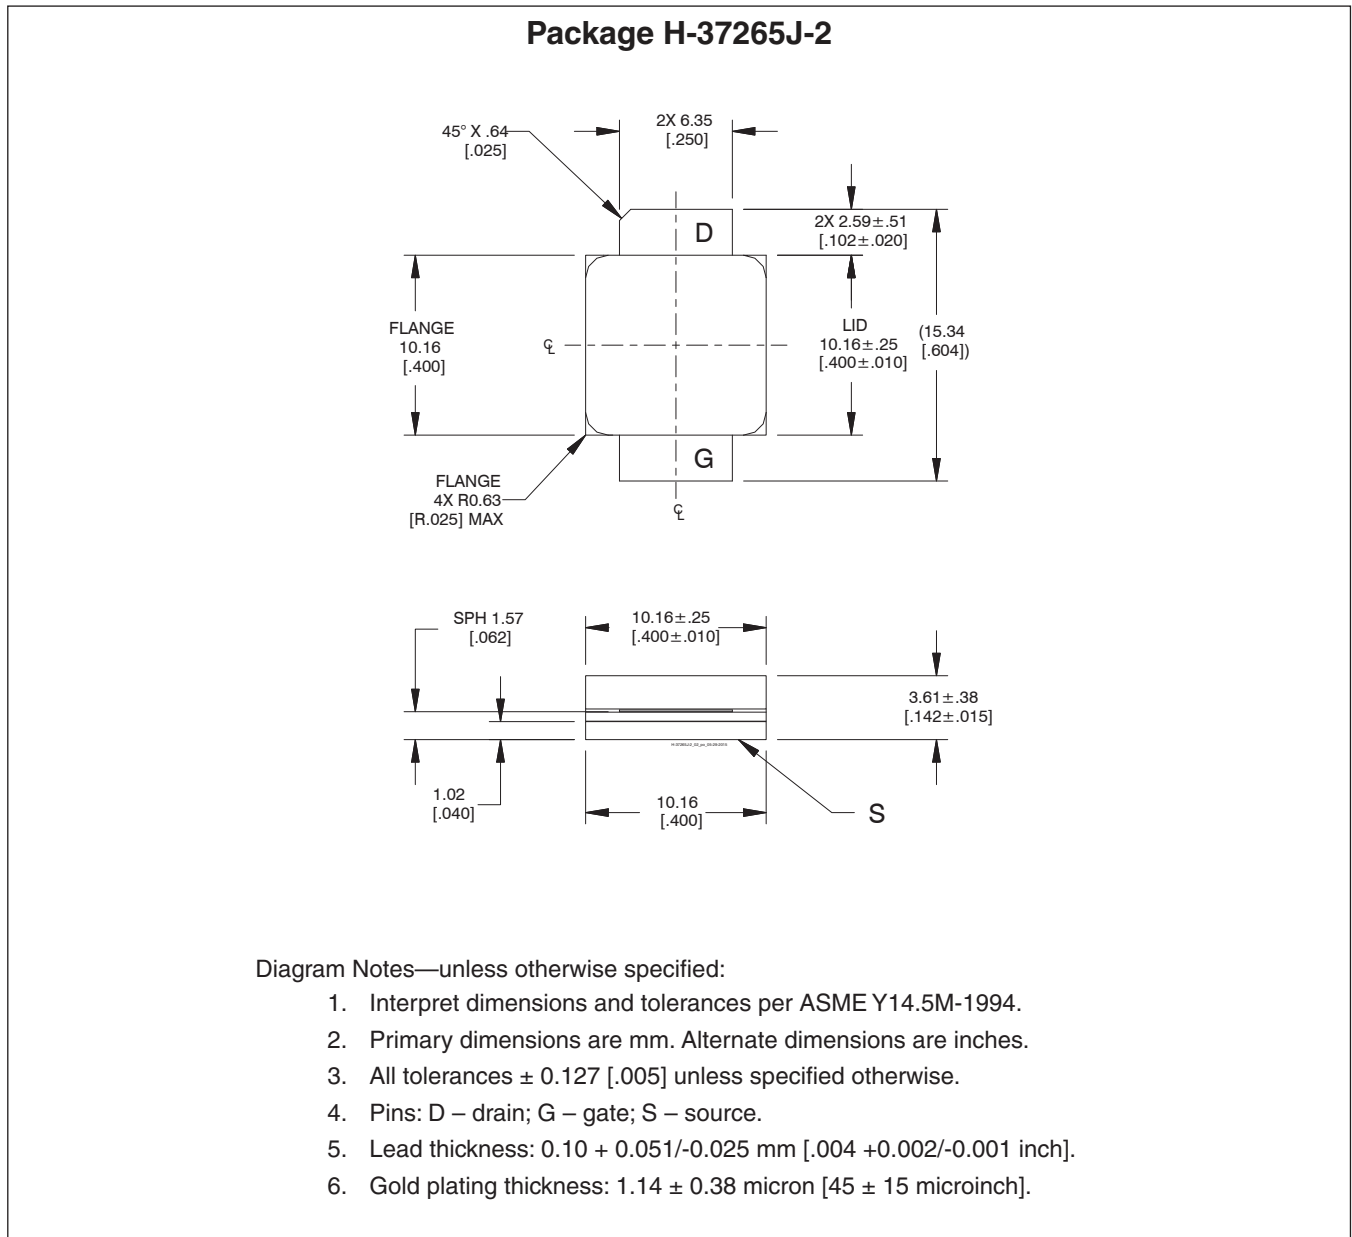 Package H-37265J-2
45° X .64
[.025]
2X 6.35
[.250]
D
2X 2.59±.51
[.102±.020]
FLANGE
10.16
[.400]
℄
LID
10.16±.25
[.400±.010]
(15.34
[.604])
G
FLANGE
4X R0.63
[R.025] MAX
℄
SPH 1.57
[.062]
10.16±.25
[.400±.010]
3.61±.38
[.142±.015]
1.02
[.040]
10.16
[.400]
S
Diagram Notes—unless otherwise specified:
1. Interpret dimensions and tolerances per ASME Y14.5M-1994.
2. Primary dimensions are mm. Alternate dimensions are inches.
3. All tolerances ± 0.127 [.005] unless specified otherwise.
4. Pins: D – drain; G – gate; S – source.
5. Lead thickness: 0.10 + 0.051/-0.025 mm [.004 +0.002/-0.001 inch].
6. Gold plating thickness: 1.14 ± 0.38 micron [45 ± 15 microinch].